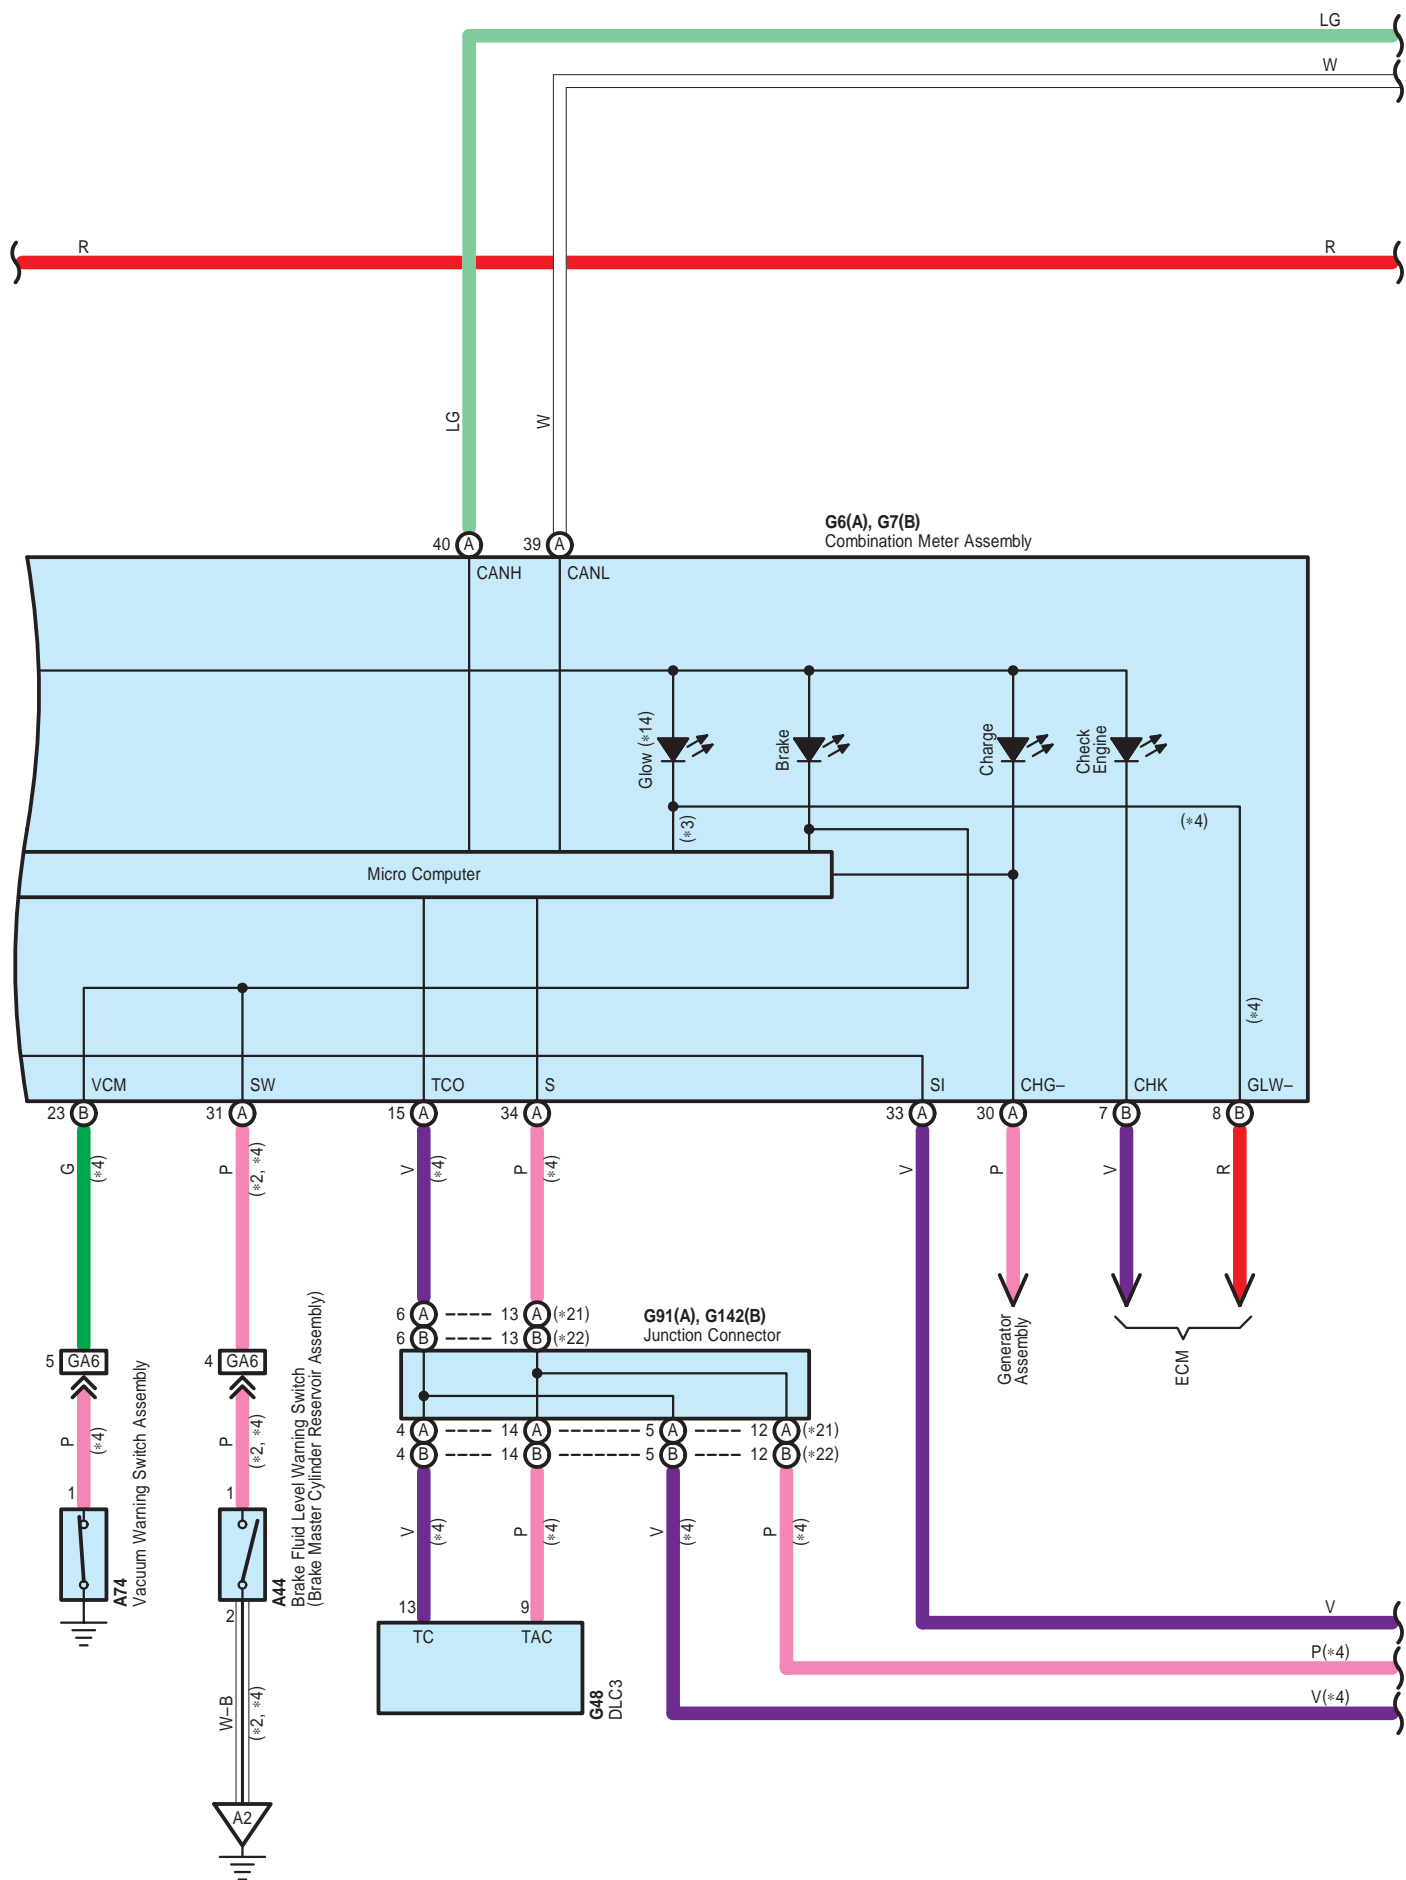 LG
W
R
R
LG
W
G6(A), G7(B)
Combination Meter Assembly
40 A
39 A
CANH
CANL
Glow (*14)
Brake
Charge
Check
Engine
(*3)
(*4)
Micro Computer
(*4)
VCM
SW
TCO
S
SI
CHG–
CHK
GLW–
23 B
31 A
15 A
34 A
33 A
30 A
7 B
8 B
G
(*4)
P
(*2, *4)
V
(*4)
P
(*4)
V
P
V
R
6 A
13 A (*21)
6 B
13 B (*22)
G91(A), G142(B)
Junction Connector
Generator
Assembly
ECM
5 GA6
4 GA6
4 A
14 A
5 A
12 A (*21)
4 B
14 B
5 B
12 B (*22)
P
(*4)
P
(*2, *4)
1
1
V
(*4)
P
(*4)
V
(*4)
P
(*4)
A74
Vacuum Warning Switch Assembly
A44
Brake Fluid Level Warning Switch
(Brake Master Cylinder Reservoir Assembly)
2
13
9
TC
TAC
G48
DLC3
V
P(*4)
V(*4)
W–B
(*2, *4)
A2